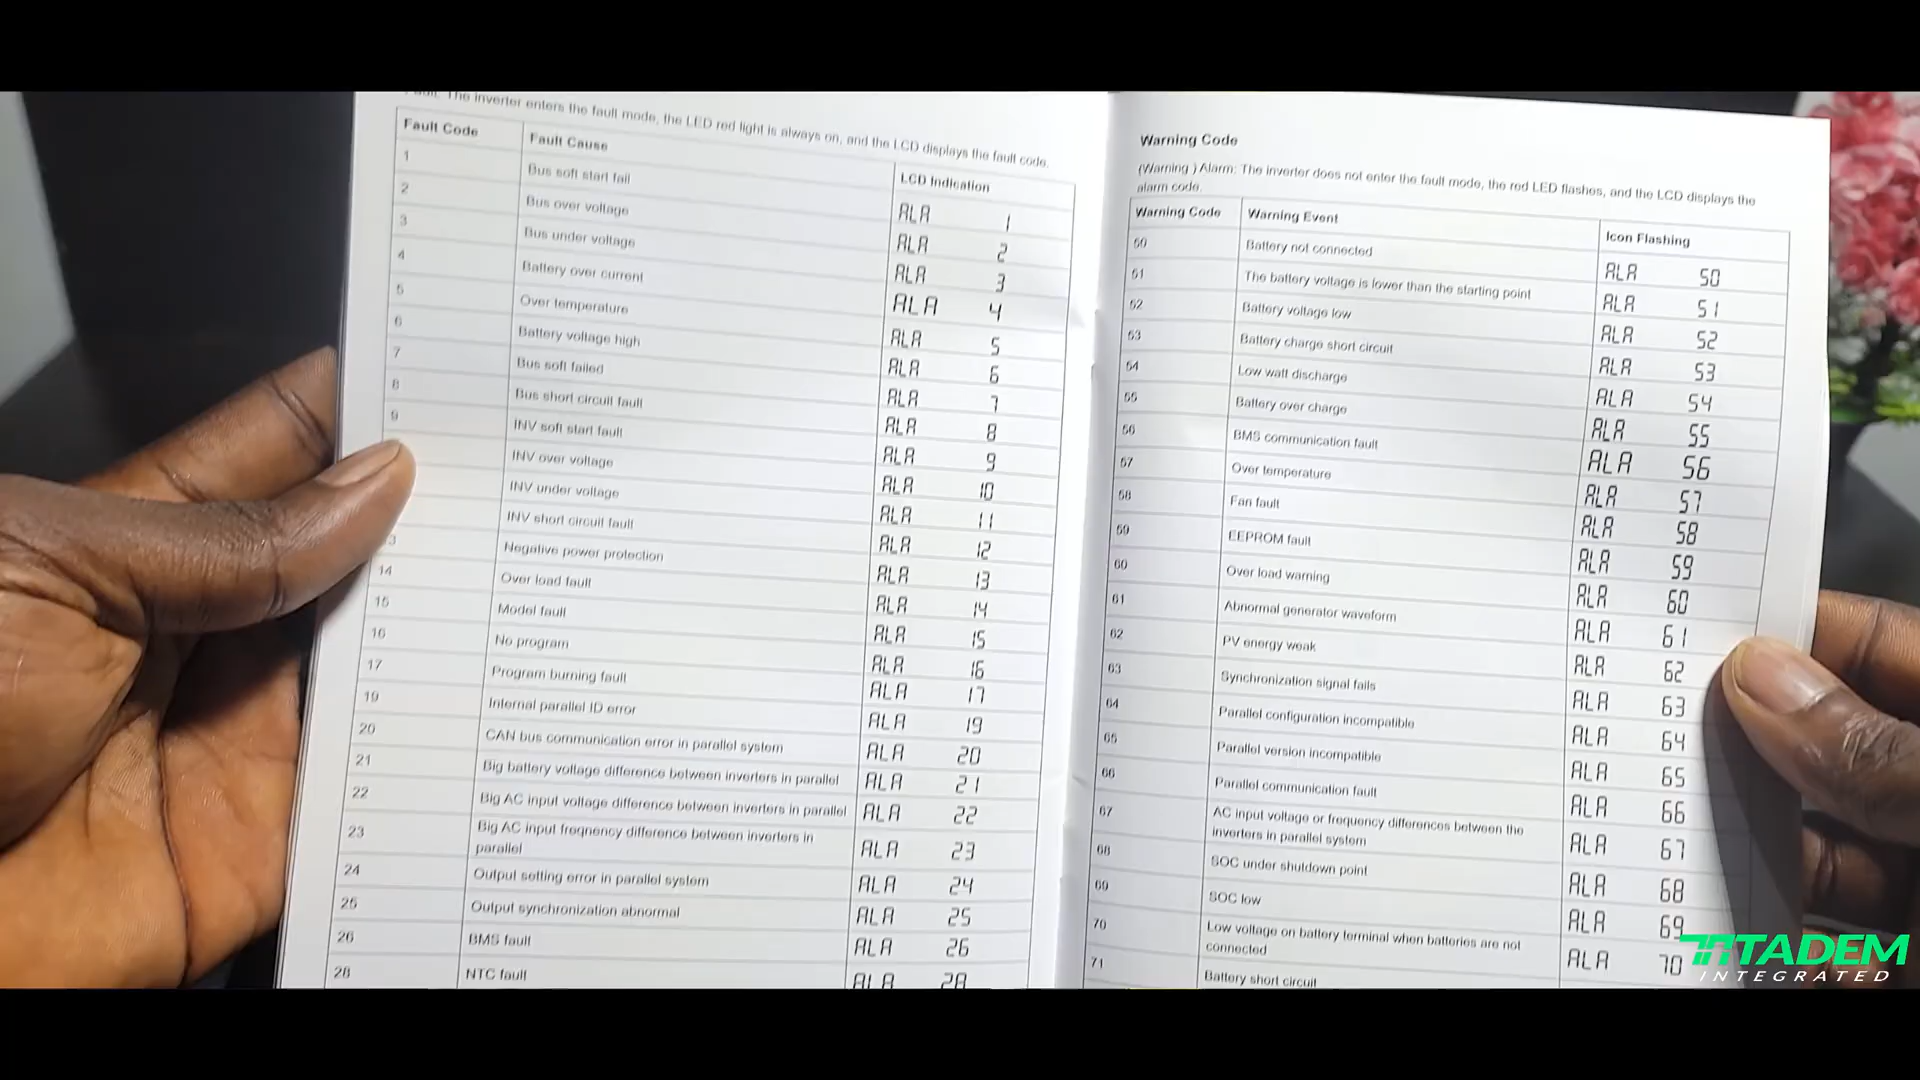 The inverter enters the fault mode, the LED red light is always on, and the LCD displays the fault code.
Fault Code Fault Cause LCD Indication
1 Bus soft start fail ALA 1
2 Bus over voltage ALA 2
3 Bus under voltage ALA 3
4 Battery over current ALA 4
5 Over temperature ALA 5
6 Battery voltage high ALA 6
7 Bus soft failed ALA 7
8 Bus short circuit fault ALA 8
9 INV soft start fault ALA 9
INV over voltage ALA 10
INV under voltage ALA 11
INV short circuit fault ALA 12
3 Negative power protection ALA 13
14 Over load fault ALA 14
15 Model fault ALA 15
16 No program ALA 16
17 Program burning fault ALA 17
19 Internal parallel ID error ALA 19
20 CAN bus communication error in parallel system ALA 20
21 Big battery voltage difference between inverters in parallel ALA 21
22 Big AC input voltage difference between inverters in parallel ALA 22
23 Big AC input freqnency difference between inverters in
parallel ALA 23
24 Output setting error in parallel system ALA 24
25 Output synchronization abnormal ALA 25
26 BMS fault ALA 26
28 NTC fault ALA 28
Warning Code
(Warning ) Alarm: The inverter does not enter the fault mode, the red LED flashes, and the LCD displays the
alarm code.
Warning Code Warning Event Icon Flashing
50 Battery not connected ALA 50
51 The battery voltage is lower than the starting point ALA 51
52 Battery voltage low ALA 52
53 Battery charge short circuit ALA 53
54 Low watt discharge ALA 54
55 Battery over charge ALA 55
56 BMS communication fault ALA 56
57 Over temperature ALA 57
58 Fan fault ALA 58
59 EEPROM fault ALA 59
60 Over load warning ALA 60
61 Abnormal generator waveform ALA 61
62 PV energy weak ALA 62
63 Synchronization signal fails ALA 63
64 Parallel configuration incompatible ALA 64
65 Parallel version incompatible ALA 65
66 Parallel communication fault ALA 66
67 AC input voltage or frequency differences between the
inverters in parallel system ALA 67
68 SOC under shutdown point ALA 68
69 SOC low ALA 69
70 Low voltage on battery terminal when batteries are not
connected ALA 70
71 Battery short circuit
TADEM
INTEGRATED